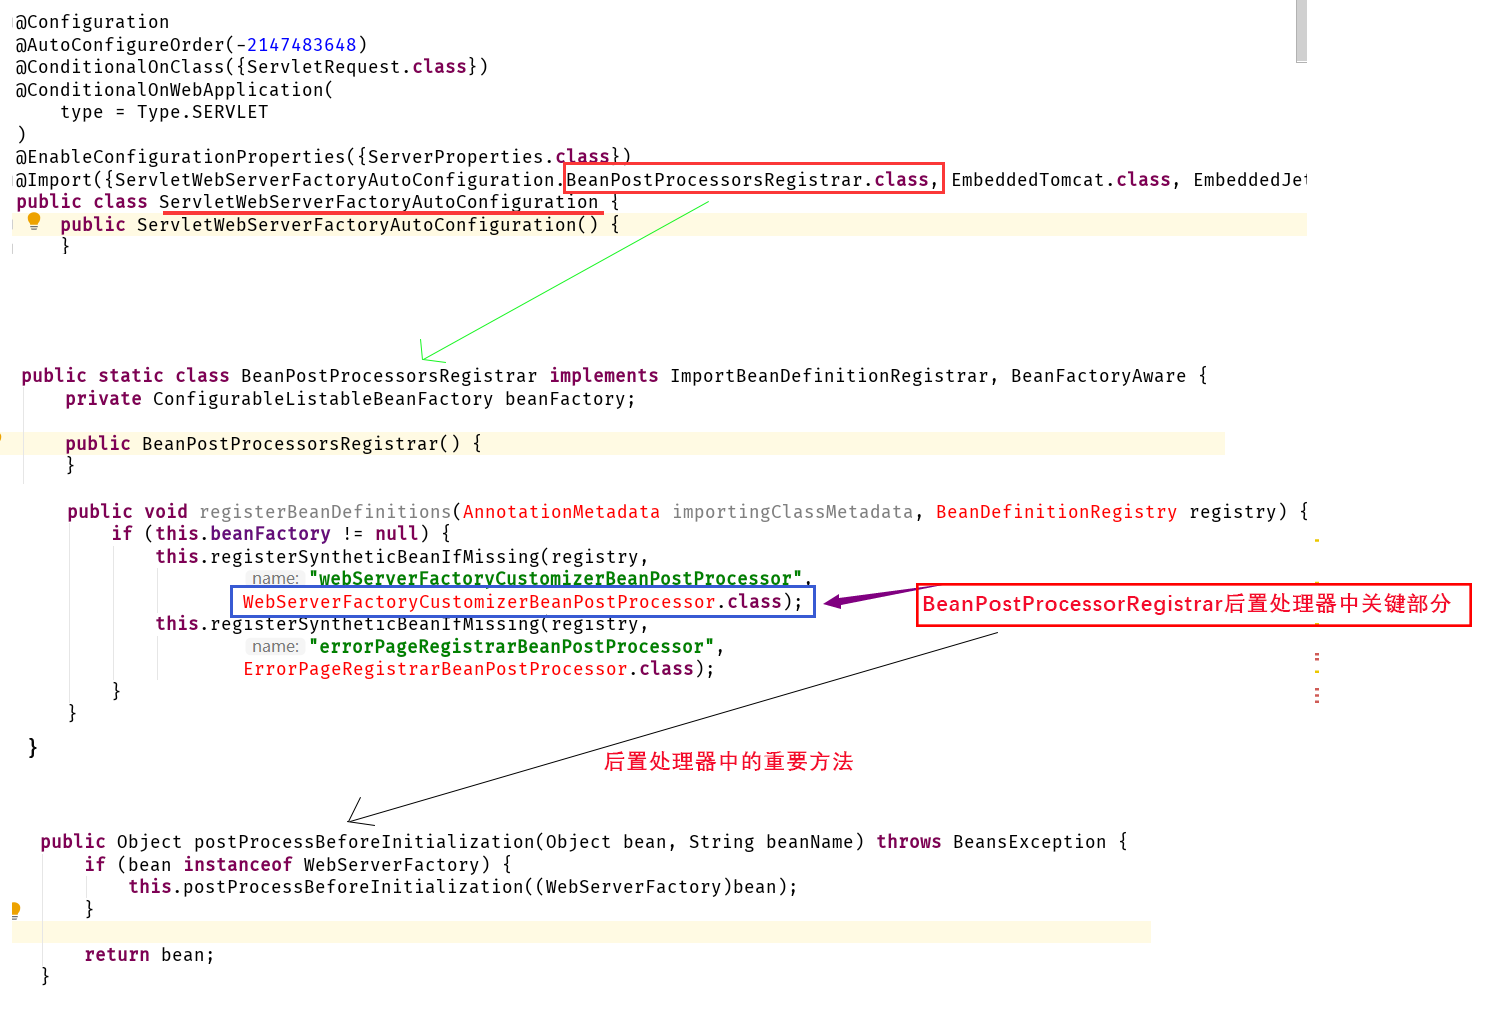 @Configuration
@AutoConfigureOrder(-2147483648)
@ConditionalOnClass({ServletRequest.class})
@ConditionalOnWebApplication(
    type = Type.SERVLET
)
@EnableConfigurationProperties({ServerProperties.class})
@Import({ServletWebServerFactoryAutoConfiguration.BeanPostProcessorsRegistrar.class, EmbeddedTomcat.class, EmbeddedJet
public class ServletWebServerFactoryAutoConfiguration {
    public ServletWebServerFactoryAutoConfiguration() {
    }
public static class BeanPostProcessorsRegistrar implements ImportBeanDefinitionRegistrar, BeanFactoryAware {
    private ConfigurableListableBeanFactory beanFactory;
    public BeanPostProcessorsRegistrar() {
    }
    public void registerBeanDefinitions(AnnotationMetadata importingClassMetadata, BeanDefinitionRegistry registry) {
        if (this.beanFactory != null) {
            this.registerSyntheticBeanIfMissing(registry,
                    name: "webServerFactoryCustomizerBeanPostProcessor",
                    WebServerFactoryCustomizerBeanPostProcessor.class);
BeanPostProcessorRegistrar后置处理器中关键部分
            this.registerSyntheticBeanIfMissing(registry,
                    name: "errorPageRegistrarBeanPostProcessor",
                    ErrorPageRegistrarBeanPostProcessor.class);
        }
    }
}
后置处理器中的重要方法
public Object postProcessBeforeInitialization(Object bean, String beanName) throws BeansException {
    if (bean instanceof WebServerFactory) {
        this.postProcessBeforeInitialization((WebServerFactory)bean);
    }
    return bean;
}